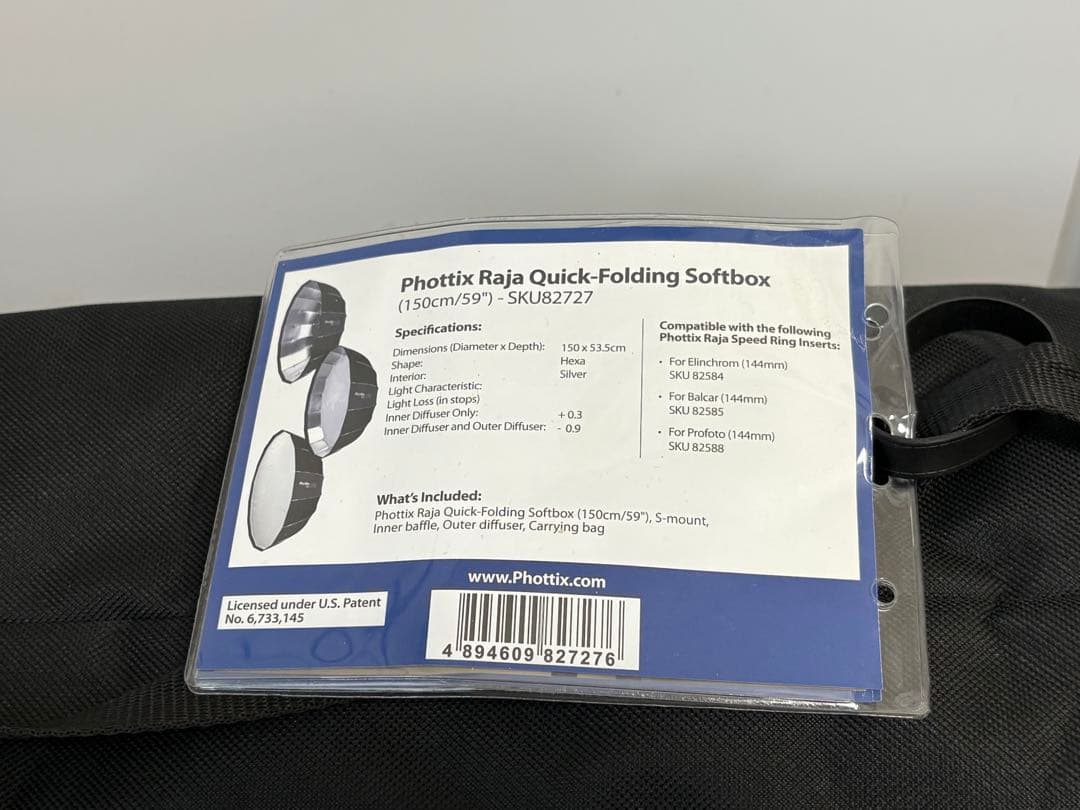 Phottix Raja Quick-Folding Softbox
(150cm/59") - SKU82727
Specifications:
Dimensions (Diameter x Depth): 150 x 53.5cm
Shape: Hexa
Interior: Silver
Light Characteristic:
Light Loss (in stops)
Inner Diffuser Only: + 0.3
Inner Diffuser and Outer Diffuser: - 0.9
Compatible with the following
Phottix Raja Speed Ring Inserts:
• For Elinchrom (144mm)
SKU 82584
• For Balcar (144mm)
SKU 82585
• For Profoto (144mm)
SKU 82588
What's Included:
Phottix Raja Quick-Folding Softbox (150cm/59"), S-mount,
Inner baffle, Outer diffuser, Carrying bag
www.Phottix.com
Licensed under U.S. Patent
No. 6,733,145
4 894609 827276